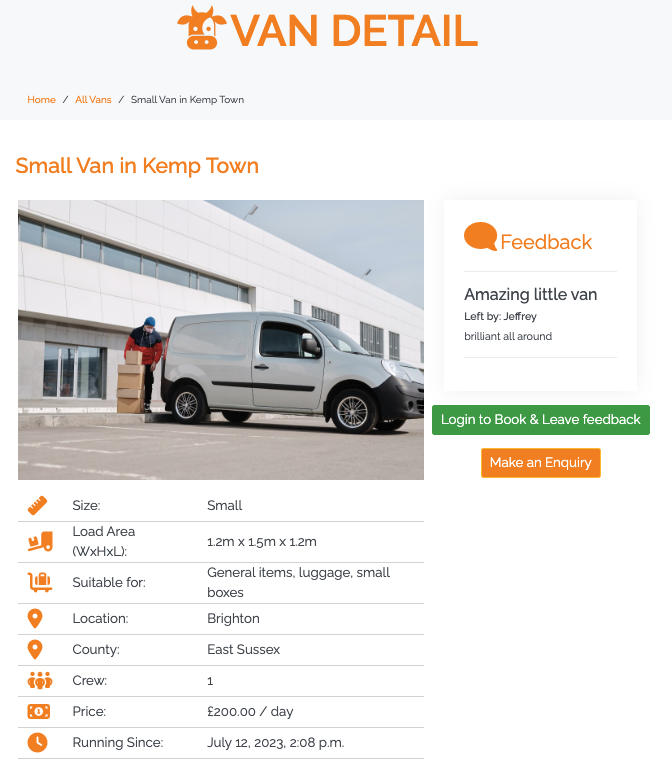 VAN DETAIL
Home / All Vans / Small Van in Kemp Town
Small Van in Kemp Town
Feedback
Amazing little van
Left by: Jeffrey
brilliant all around
Login to Book & Leave feedback
Make an Enquiry
Size: Small
Load Area
(WxHxL): 1.2m x 1.5m x 1.2m
Suitable for: General items, luggage, small
boxes
Location: Brighton
County: East Sussex
Crew: 1
Price: £200.00 / day
Running Since: July 12, 2023, 2:08 p.m.